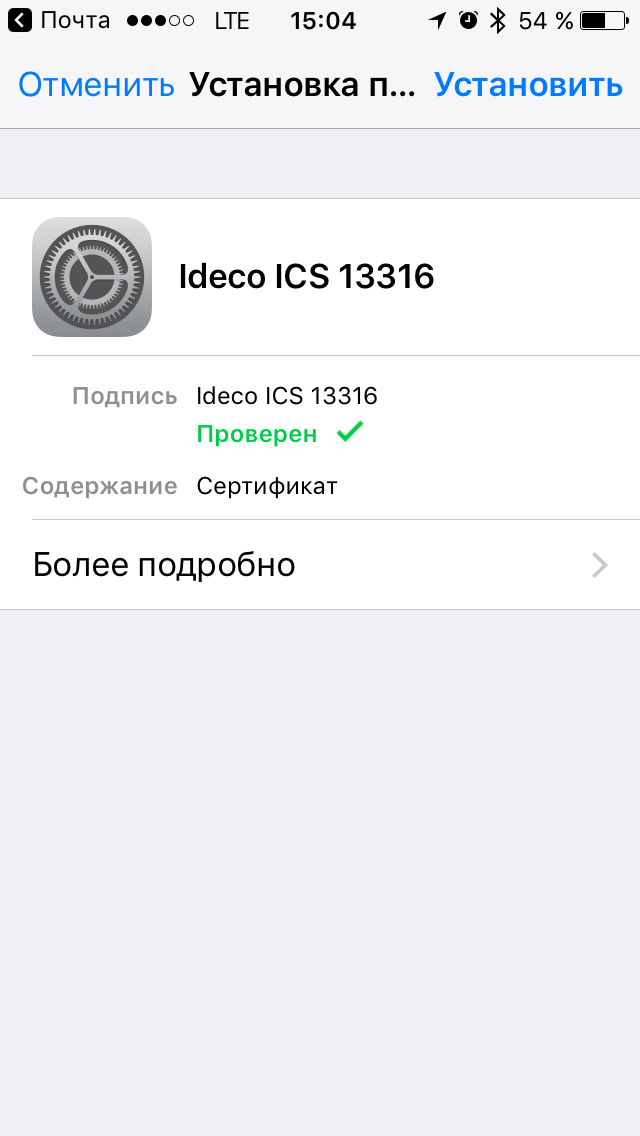 Почта LTE 15:04 54 %
Отменить Установка п... Установить
Ideco ICS 13316
Подпись Ideco ICS 13316
Проверен
Содержание Сертификат
Более подробно